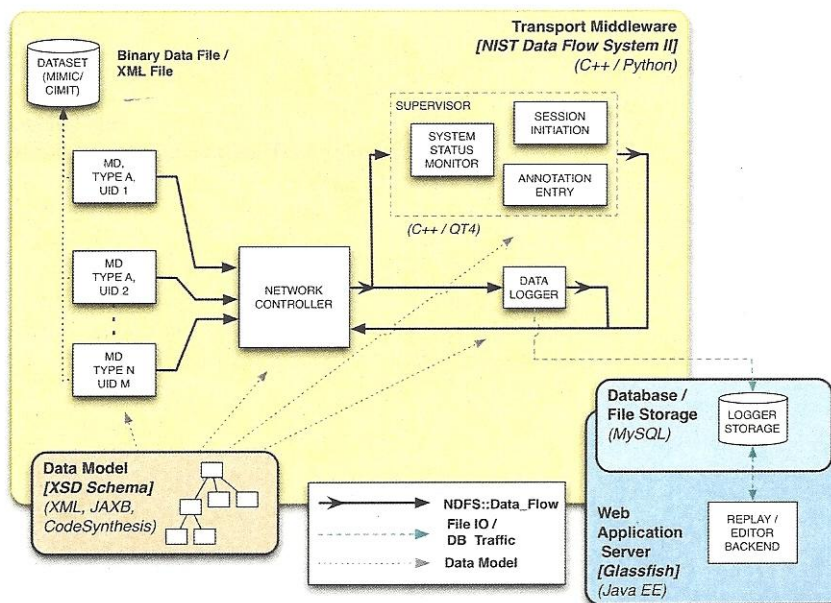 Transport Middleware
[NIST Data Flow System II]
(C++ / Python)
DATASET
(MIMIC/
CIMIT)
Binary Data File /
XML File
SUPERVISOR
SYSTEM
STATUS
MONITOR
SESSION
INITIATION
ANNOTATION
ENTRY
(C++ / QT4)
MD,
TYPE A,
UID 1
MD
TYPE A,
UID 2
MD
TYPE N
UID M
NETWORK
CONTROLLER
DATA
LOGGER
Database /
File Storage
(MySQL)
LOGGER
STORAGE
Data Model
[XSD Schema]
(XML, JAXB,
CodeSynthesis)
NDFS::Data_Flow
File IO /
DB Traffic
Data Model
Web
Application
Server
[Glassfish]
(Java EE)
REPLAY /
EDITOR
BACKEND